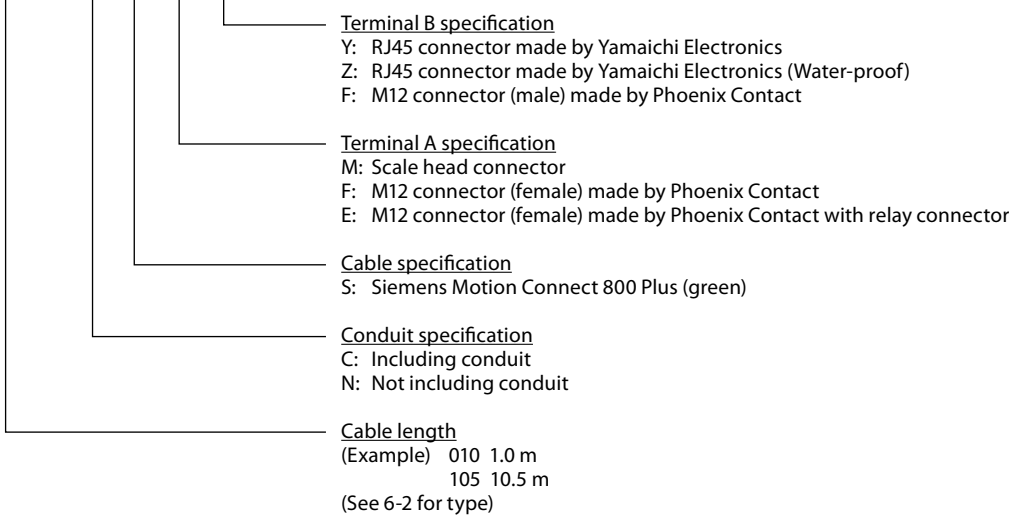 Terminal B specification
Y: RJ45 connector made by Yamaichi Electronics
Z: RJ45 connector made by Yamaichi Electronics (Water-proof)
F: M12 connector (male) made by Phoenix Contact
Terminal A specification
M: Scale head connector
F: M12 connector (female) made by Phoenix Contact
E: M12 connector (female) made by Phoenix Contact with relay connector
Cable specification
S: Siemens Motion Connect 800 Plus (green)
Conduit specification
C: Including conduit
N: Not including conduit
Cable length
(Example) 010 1.0 m
105 10.5 m
(See 6-2 for type)